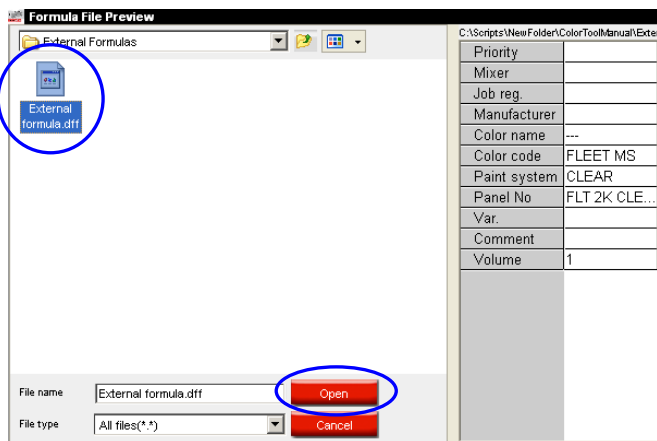 Formula File Preview
External Formulas
External
formula.dff
File name External formula.dff Open
File type All files(*.*) Cancel
C:\Scripts\NewFolder\ColorToolManual\Exte
Priority
Mixer
Job reg.
Manufacturer
Color name ---
Color code FLEET MS
Paint system CLEAR
Panel No FLT 2K CLE...
Var.
Comment
Volume 1